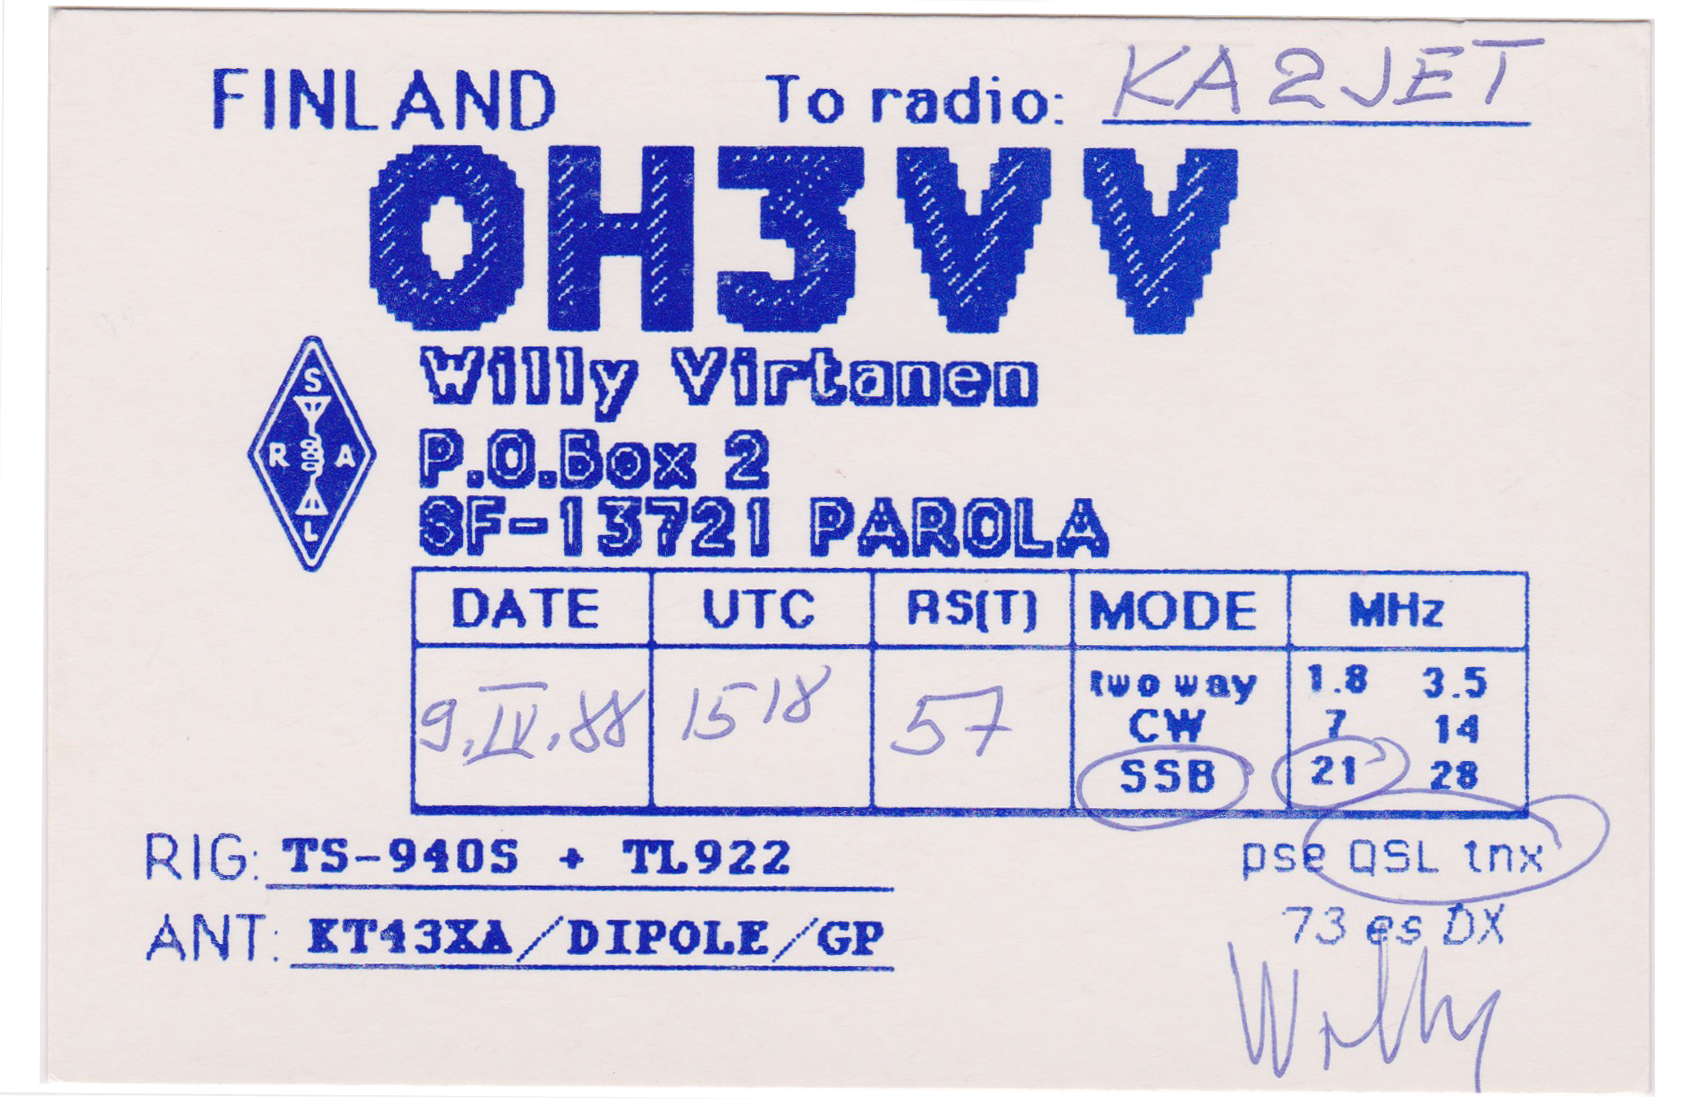 FINLAND To radio: KA2JET
OH3VV
Willy Virtanen
P.O.Box 2
SF-13721 PAROLA
S
R A
L
DATE UTC RS(T) MODE MHz
9.IV.88 1518 57 two way 1.8 3.5
CW 7 14
SSB 21 28
RIG: TS-940S + TL922 pse QSL tnx
ANT: KT43XA/DIPOLE/GP 73 es DX
Willy